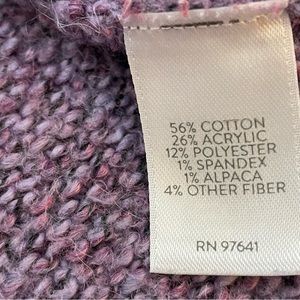 56% COTTON
26% ACRYLIC
12% POLYESTER
1% SPANDEX
1% ALPACA
4% OTHER FIBER
RN 97641